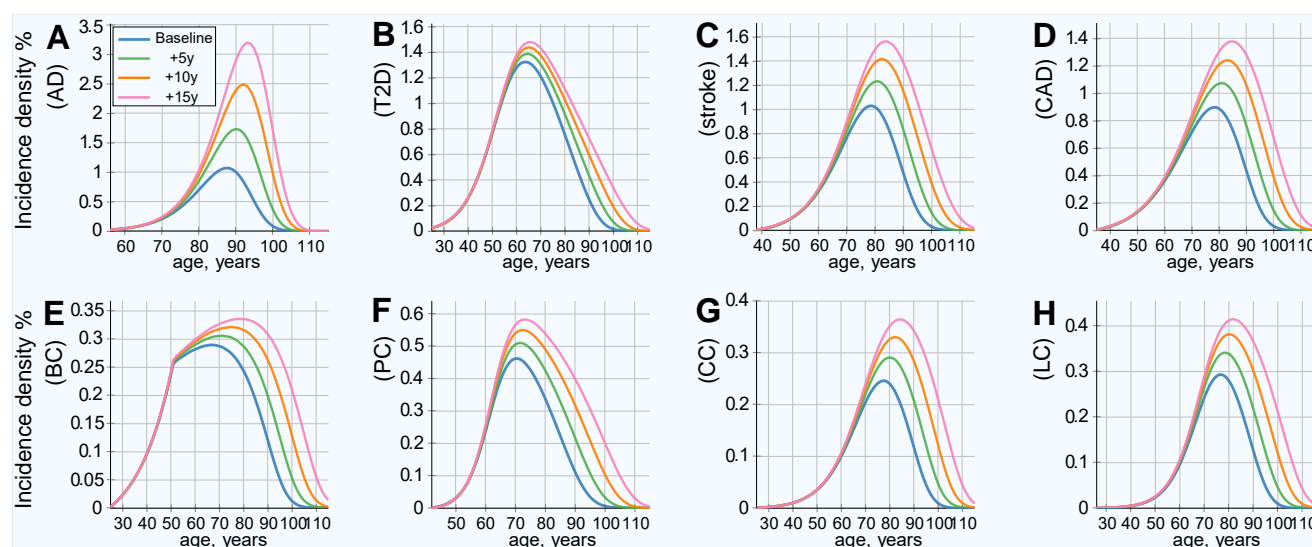 A
Incidence density %
(AD)
3.5
3
2.5
2
1.5
1
0.5
0
Baseline
+5y
+10y
+15y
60 70 80 90 100 110
age, years
B
(T2D)
1.6
1.4
1.2
1
0.8
0.6
0.4
0.2
0
30 40 50 60 70 80 90 100 110
age, years
C
(stroke)
1.6
1.4
1.2
1
0.8
0.6
0.4
0.2
0
40 50 60 70 80 90 100
age, years
D
(CAD)
1.4
1.2
1
0.8
0.6
0.4
0.2
0
40 50 60 70 80 90 100 110
age, years
E
Incidence density %
(BC)
0.35
0.3
0.25
0.2
0.15
0.1
0.05
0
30 40 50 60 70 80 90 100
age, years
F
(PC)
0.6
0.5
0.4
0.3
0.2
0.1
0
50 60 70 80 90 100 110
age, years
G
(CC)
0.4
0.3
0.2
0.1
0
30 40 50 60 70 80 90 100
age, years
H
(LC)
0.4
0.3
0.2
0.1
0
30 40 50 60 70 80 90 100
age, years